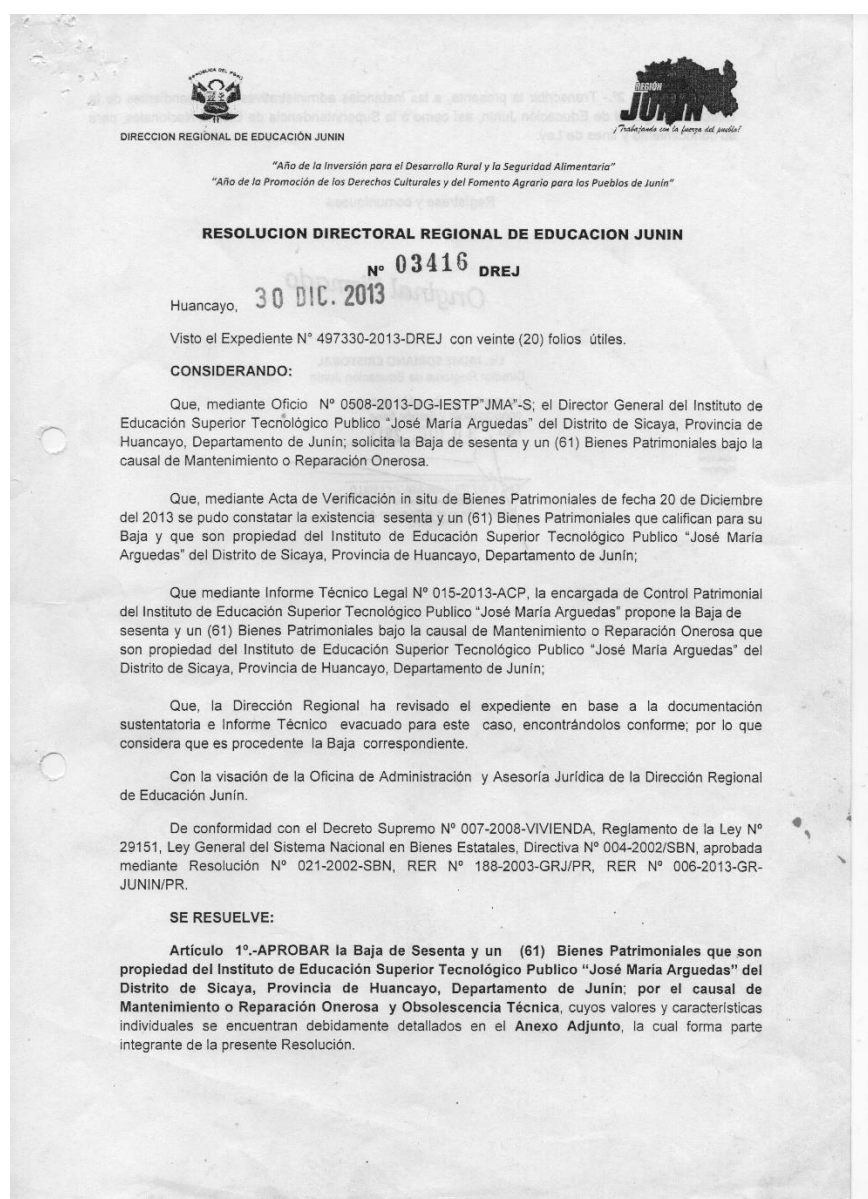 REPÚBLICA DEL PERÚ
REGIÓN
JUNIN
¡Trabajando con la fuerza del pueblo!
DIRECCION REGIONAL DE EDUCACIÓN JUNIN
"Año de la Inversión para el Desarrollo Rural y la Seguridad Alimentaria"
"Año de la Promoción de los Derechos Culturales y del Fomento Agrario para los Pueblos de Junín"
RESOLUCION DIRECTORAL REGIONAL DE EDUCACION JUNIN
Nº 03416 DREJ
Huancayo, 30 DIC. 2013
Visto el Expediente N° 497330-2013-DREJ con veinte (20) folios útiles.
CONSIDERANDO:
Que, mediante Oficio Nº 0508-2013-DG-IESTP"JMA"-S; el Director General del Instituto de
Educación Superior Tecnológico Publico "José María Arguedas" del Distrito de Sicaya, Provincia de
Huancayo, Departamento de Junín; solicita la Baja de sesenta y un (61) Bienes Patrimoniales bajo la
causal de Mantenimiento o Reparación Onerosa.
Que, mediante Acta de Verificación in situ de Bienes Patrimoniales de fecha 20 de Diciembre
del 2013 se pudo constatar la existencia sesenta y un (61) Bienes Patrimoniales que califican para su
Baja y que son propiedad del Instituto de Educación Superior Tecnológico Publico "José María
Arguedas" del Distrito de Sicaya, Provincia de Huancayo, Departamento de Junín;
Que mediante Informe Técnico Legal Nº 015-2013-ACP, la encargada de Control Patrimonial
del Instituto de Educación Superior Tecnológico Publico "José María Arguedas" propone la Baja de
sesenta y un (61) Bienes Patrimoniales bajo la causal de Mantenimiento o Reparación Onerosa que
son propiedad del Instituto de Educación Superior Tecnológico Publico "José María Arguedas" del
Distrito de Sicaya, Provincia de Huancayo, Departamento de Junín;
Que, la Dirección Regional ha revisado el expediente en base a la documentación
sustentatoria e Informe Técnico evacuado para este caso, encontrándolos conforme; por lo que
considera que es procedente la Baja correspondiente.
Con la visación de la Oficina de Administración y Asesoría Jurídica de la Dirección Regional
de Educación Junín.
De conformidad con el Decreto Supremo Nº 007-2008-VIVIENDA, Reglamento de la Ley Nº
29151, Ley General del Sistema Nacional en Bienes Estatales, Directiva Nº 004-2002/SBN, aprobada
mediante Resolución Nº 021-2002-SBN, RER Nº 188-2003-GRJ/PR, RER Nº 006-2013-GR-
JUNIN/PR.
SE RESUELVE:
Artículo 1º.-APROBAR la Baja de Sesenta y un (61) Bienes Patrimoniales que son
propiedad del Instituto de Educación Superior Tecnológico Publico "José María Arguedas" del
Distrito de Sicaya, Provincia de Huancayo, Departamento de Junín; por el causal de
Mantenimiento o Reparación Onerosa y Obsolescencia Técnica, cuyos valores y características
individuales se encuentran debidamente detallados en el Anexo Adjunto, la cual forma parte
integrante de la presente Resolución.